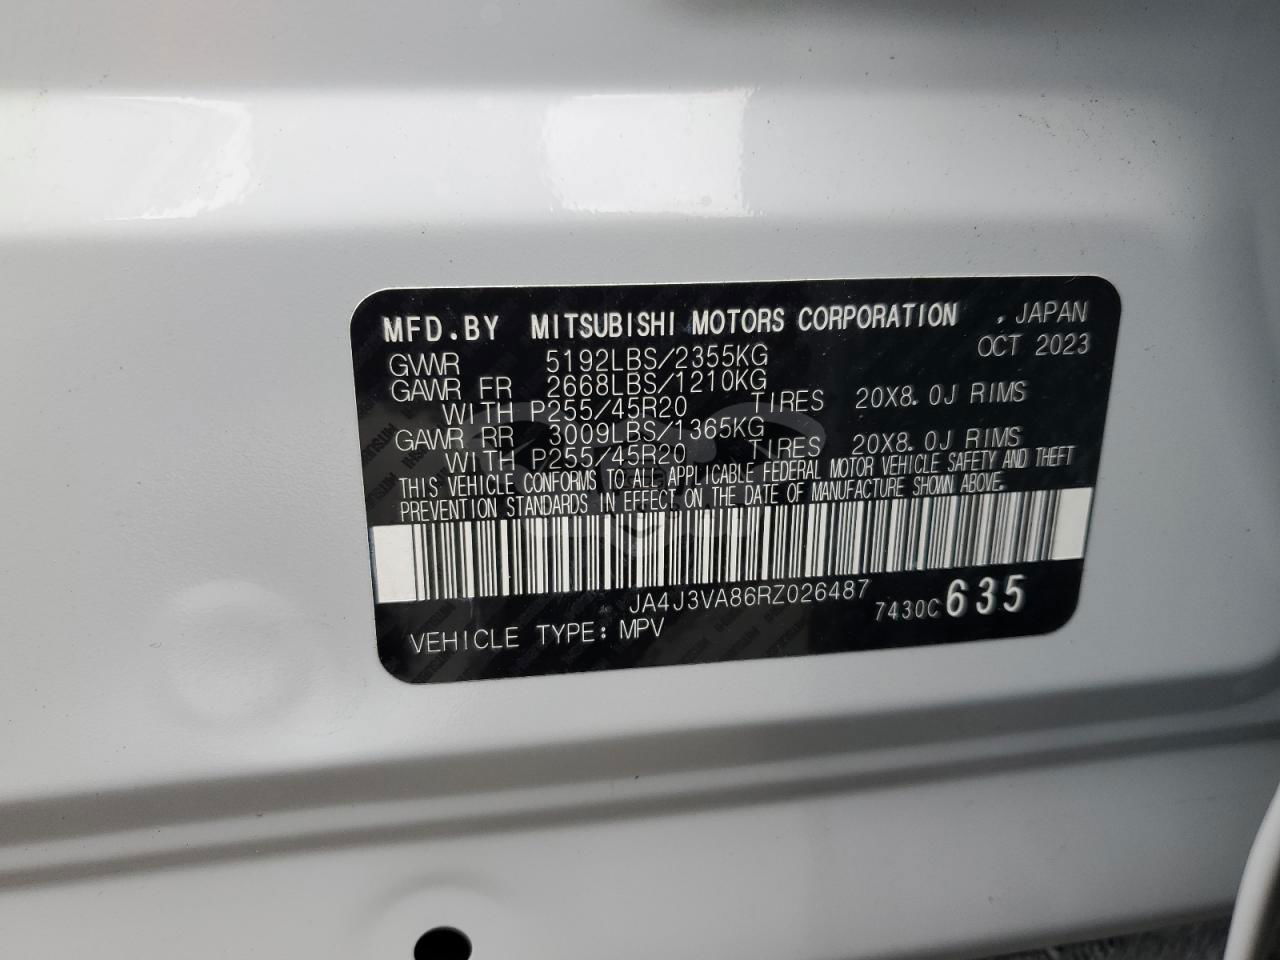 MFD.BY MITSUBISHI MOTORS CORPORATION , JAPAN
GVWR 5192LBS/2355KG OCT 2023
GAWR FR 2668LBS/1210KG
WITH P255/45R20 TIRES 20X8.0J RIMS
GAWR RR 3009LBS/1365KG
WITH P255/45R20 TIRES 20X8.0J RIMS
THIS VEHICLE CONFORMS TO ALL APPLICABLE FEDERAL MOTOR VEHICLE SAFETY AND THEFT
PREVENTION STANDARDS IN EFFECT ON THE DATE OF MANUFACTURE SHOWN ABOVE.
JA4J3VA86RZ026487 7430C 635
VEHICLE TYPE: MPV